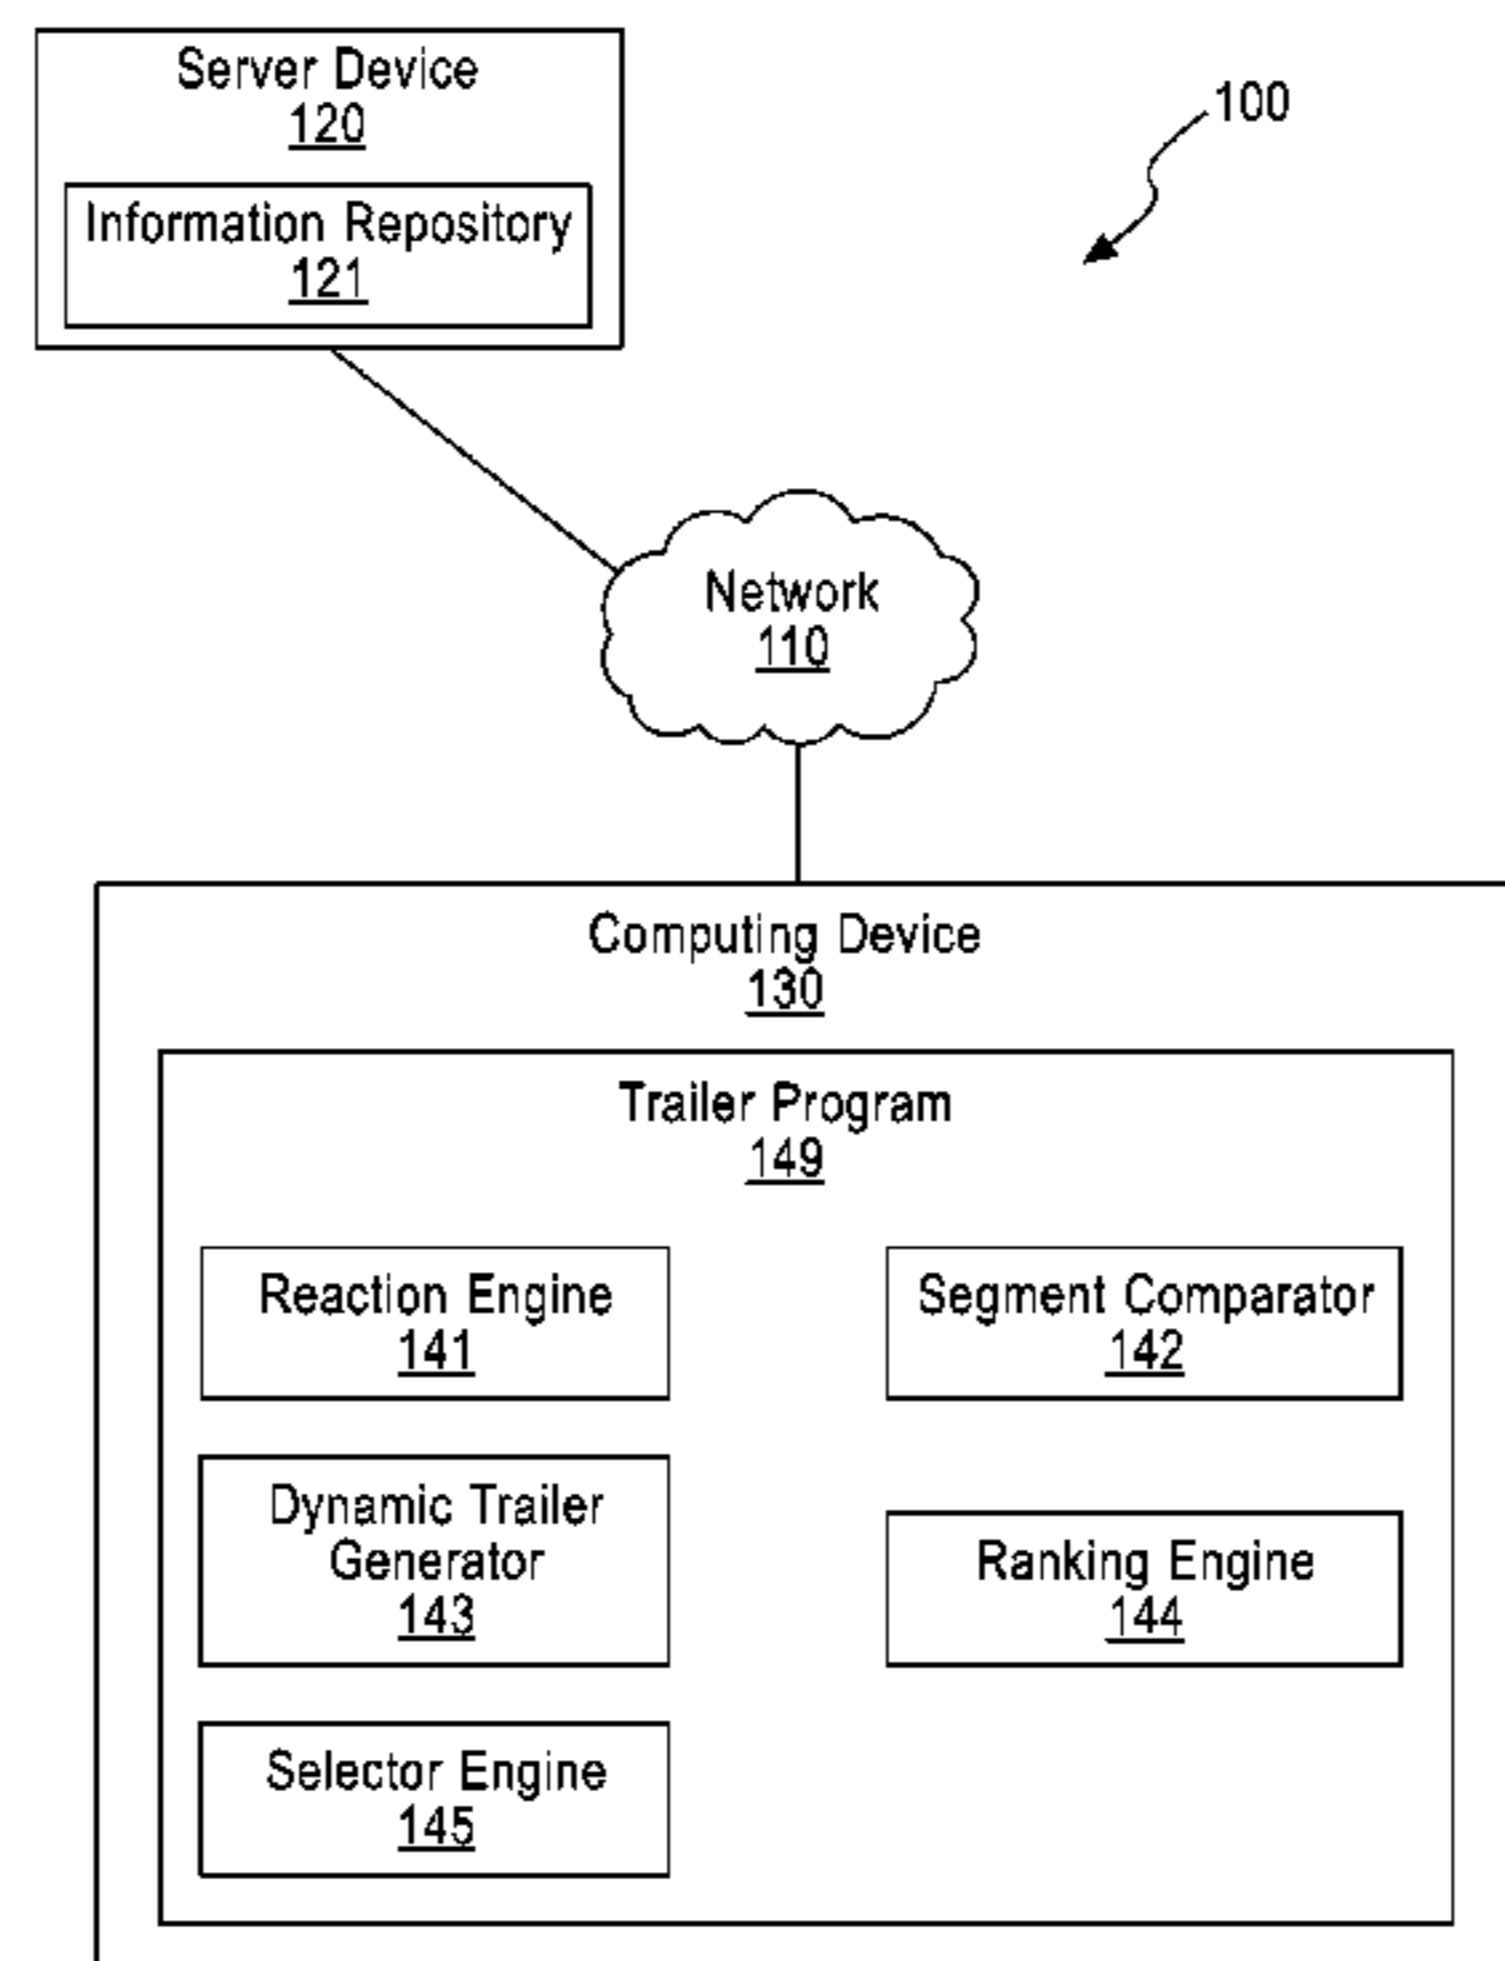 Server Device
120
Information Repository
121
100
Network
110
Computing Device
130
Trailer Program
149
Reaction Engine
141
Segment Comparator
142
Dynamic Trailer
Generator
143
Ranking Engine
144
Selector Engine
145